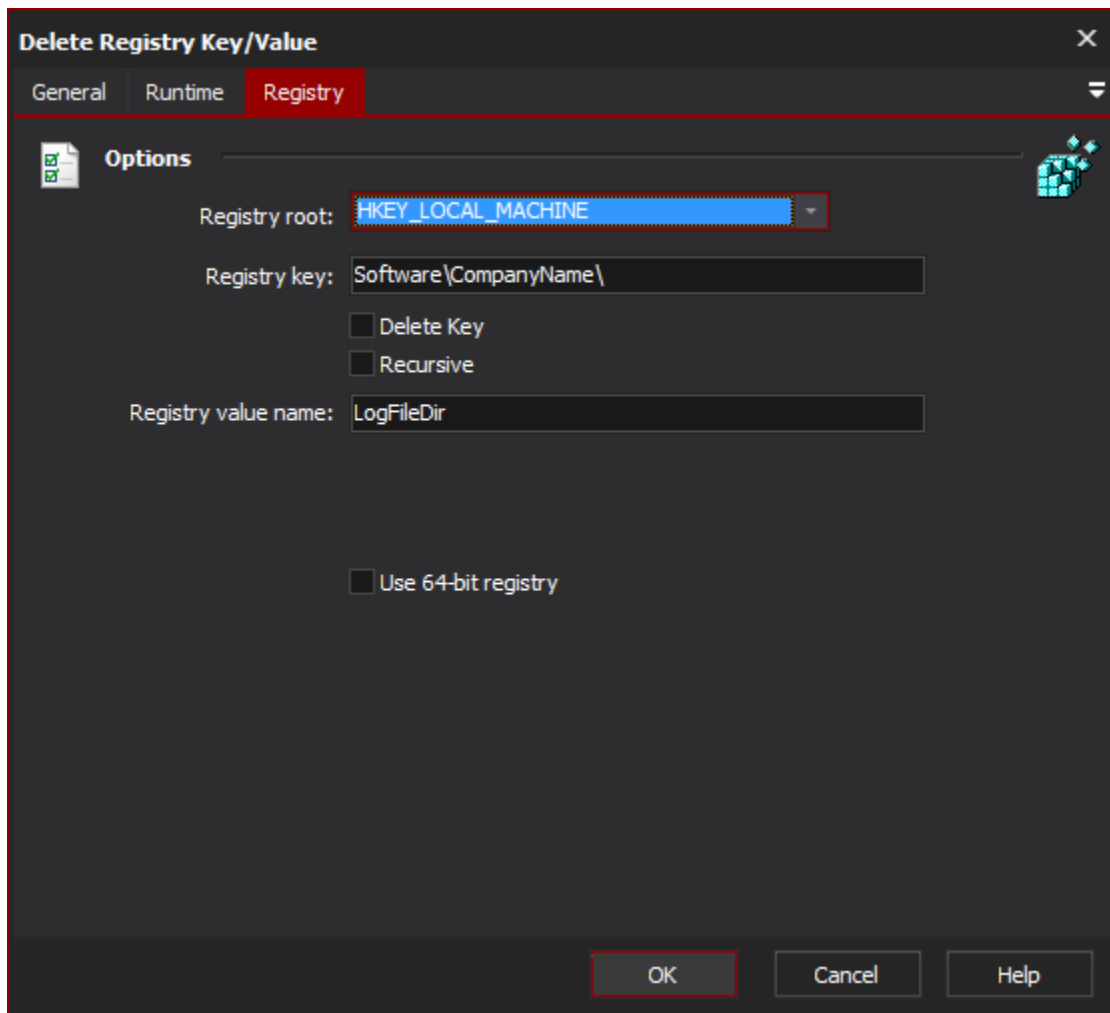 Delete Registry Key/Value
General Runtime Registry
Options
Registry root: HKEY_LOCAL_MACHINE
Registry key: Software\CompanyName\
Delete Key
Recursive
Registry value name: LogFileDir
Use 64-bit registry
OK Cancel Help